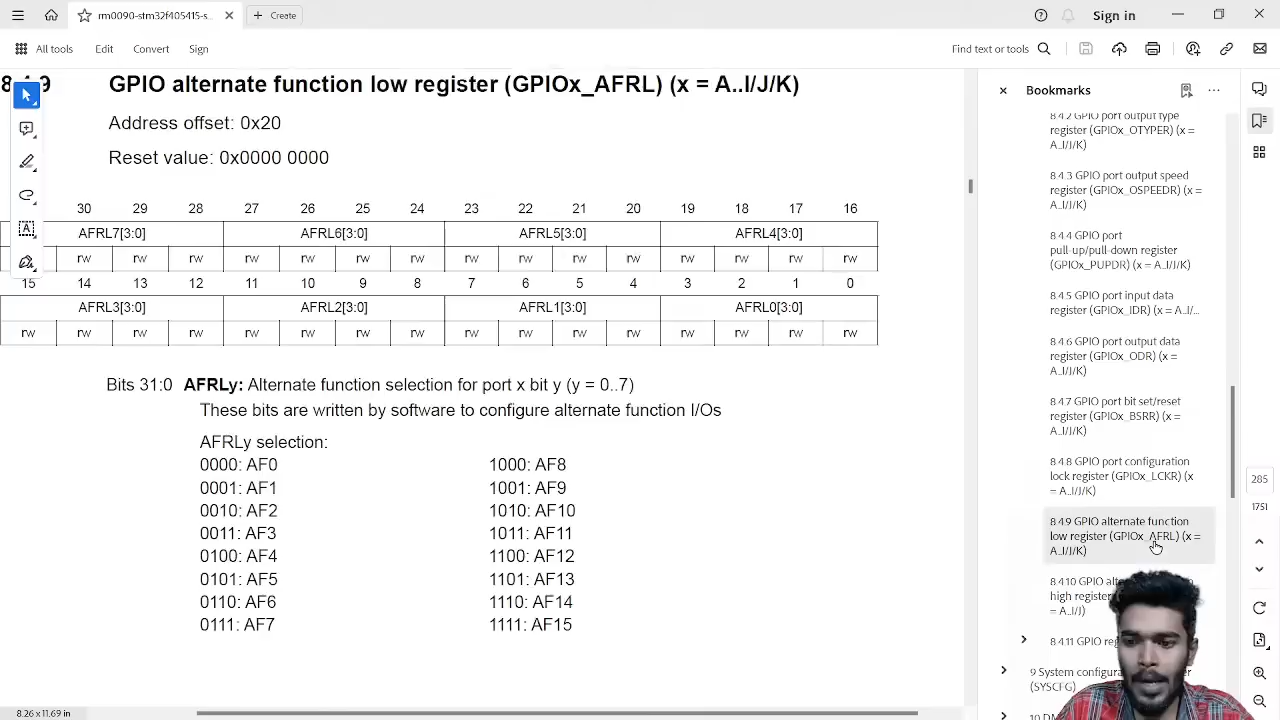 rm0090-stm32f405415-s...
Create
Sign in
All tools
Edit
Convert
Sign
Find text or tools
GPIO alternate function low register (GPIOx_AFRL) (x = A..I/J/K)
Address offset: 0x20
Reset value: 0x0000 0000
30 29 28 27 26 25 24 23 22 21 20 19 18 17 16
AFRL7[3:0] AFRL6[3:0] AFRL5[3:0] AFRL4[3:0]
rw rw rw rw rw rw rw rw rw rw rw rw rw rw rw
15 14 13 12 11 10 9 8 7 6 5 4 3 2 1 0
AFRL3[3:0] AFRL2[3:0] AFRL1[3:0] AFRL0[3:0]
rw rw rw rw rw rw rw rw rw rw rw rw rw rw rw rw
Bits 31:0 AFRLy: Alternate function selection for port x bit y (y = 0..7)
These bits are written by software to configure alternate function I/Os
AFRLy selection:
0000: AF0 1000: AF8
0001: AF1 1001: AF9
0010: AF2 1010: AF10
0011: AF3 1011: AF11
0100: AF4 1100: AF12
0101: AF5 1101: AF13
0110: AF6 1110: AF14
0111: AF7 1111: AF15
8.26 x 11.69 in
Bookmarks
8.4.2 GPIO port output type
register (GPIOx_OTYPER) (x =
A..I/J/K)
8.4.3 GPIO port output speed
register (GPIOx_OSPEEDR) (x =
A..I/J/K)
8.4.4 GPIO port
pull-up/pull-down register
(GPIOx_PUPDR) (x = A..I/J/K)
8.4.5 GPIO port input data
register (GPIOx_IDR) (x = A..I/...
8.4.6 GPIO port output data
register (GPIOx_ODR) (x =
A..I/J/K)
8.4.7 GPIO port bit set/reset
register (GPIOx_BSRR) (x =
A..I/J/K)
8.4.8 GPIO port configuration
lock register (GPIOx_LCKR) (x
= A..I/J/K)
8.4.9 GPIO alternate function
low register (GPIOx_AFRL) (x =
A..I/J/K)
8.4.10 GPIO
high register
A..I/J)
8.4.11 GPIO
9 System
(SYSCFG)
285
1751